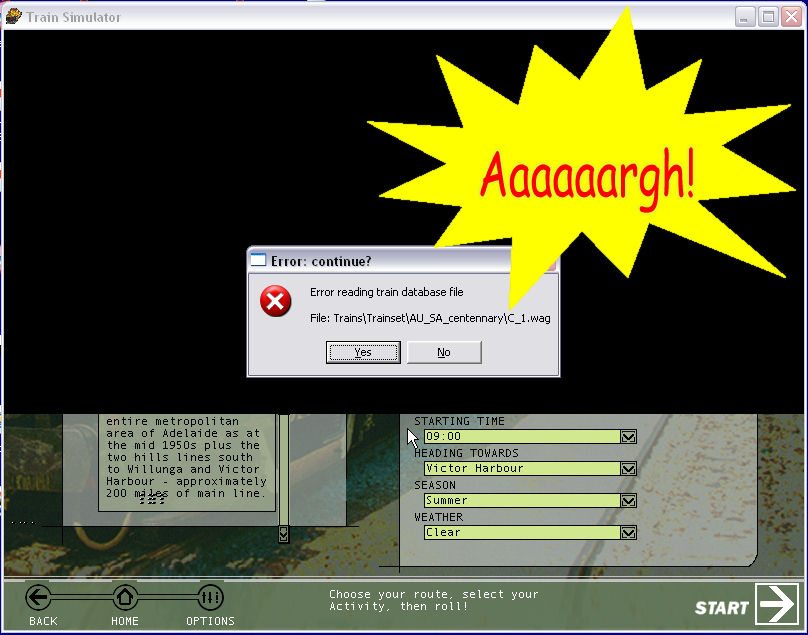 Train Simulator
Aaaaaargh!
Error: continue?
Error reading train database file
File: Trains\Trainset\AU_SA_centennary\C_1.wag
Yes
No
entire metropolitan
area of Adelaide as at
the mid 1950s plus the
two hills lines south
to Willunga and Victor
Harbour - approximately
200 miles of main line.
STARTING TIME
09:00
HEADING TOWARDS
Victor Harbour
SEASON
Summer
WEATHER
Clear
BACK
HOME
OPTIONS
Choose your route, select your
Activity, then roll!
START